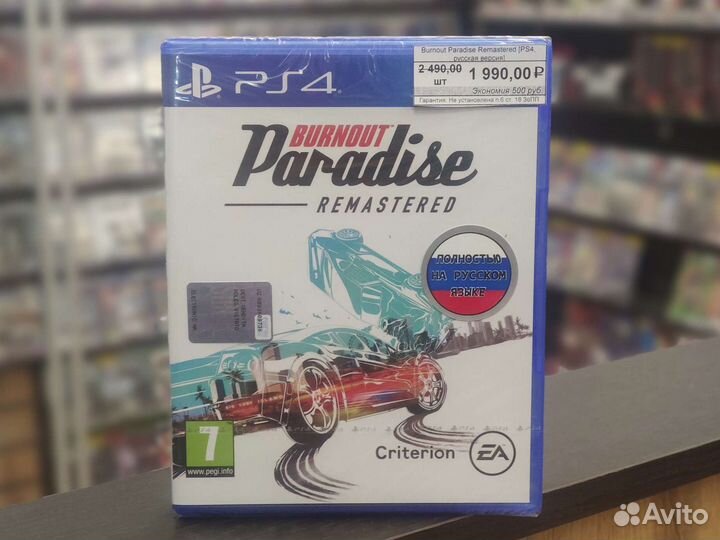 Burnout Paradise Remastered [PS4,
русская версия]
2 490,00
шт
1 990,00 ₽
Экономия 500 руб
Гарантия: Не установлена п.6 ст. 18 ЗоПП
PS4
BURNOUT
Paradise
REMASTERED
ПОЛНОСТЬЮ
НА РУССКОМ
ЯЗЫКЕ
7
www.pegi.info
Criterion
EA
Avito